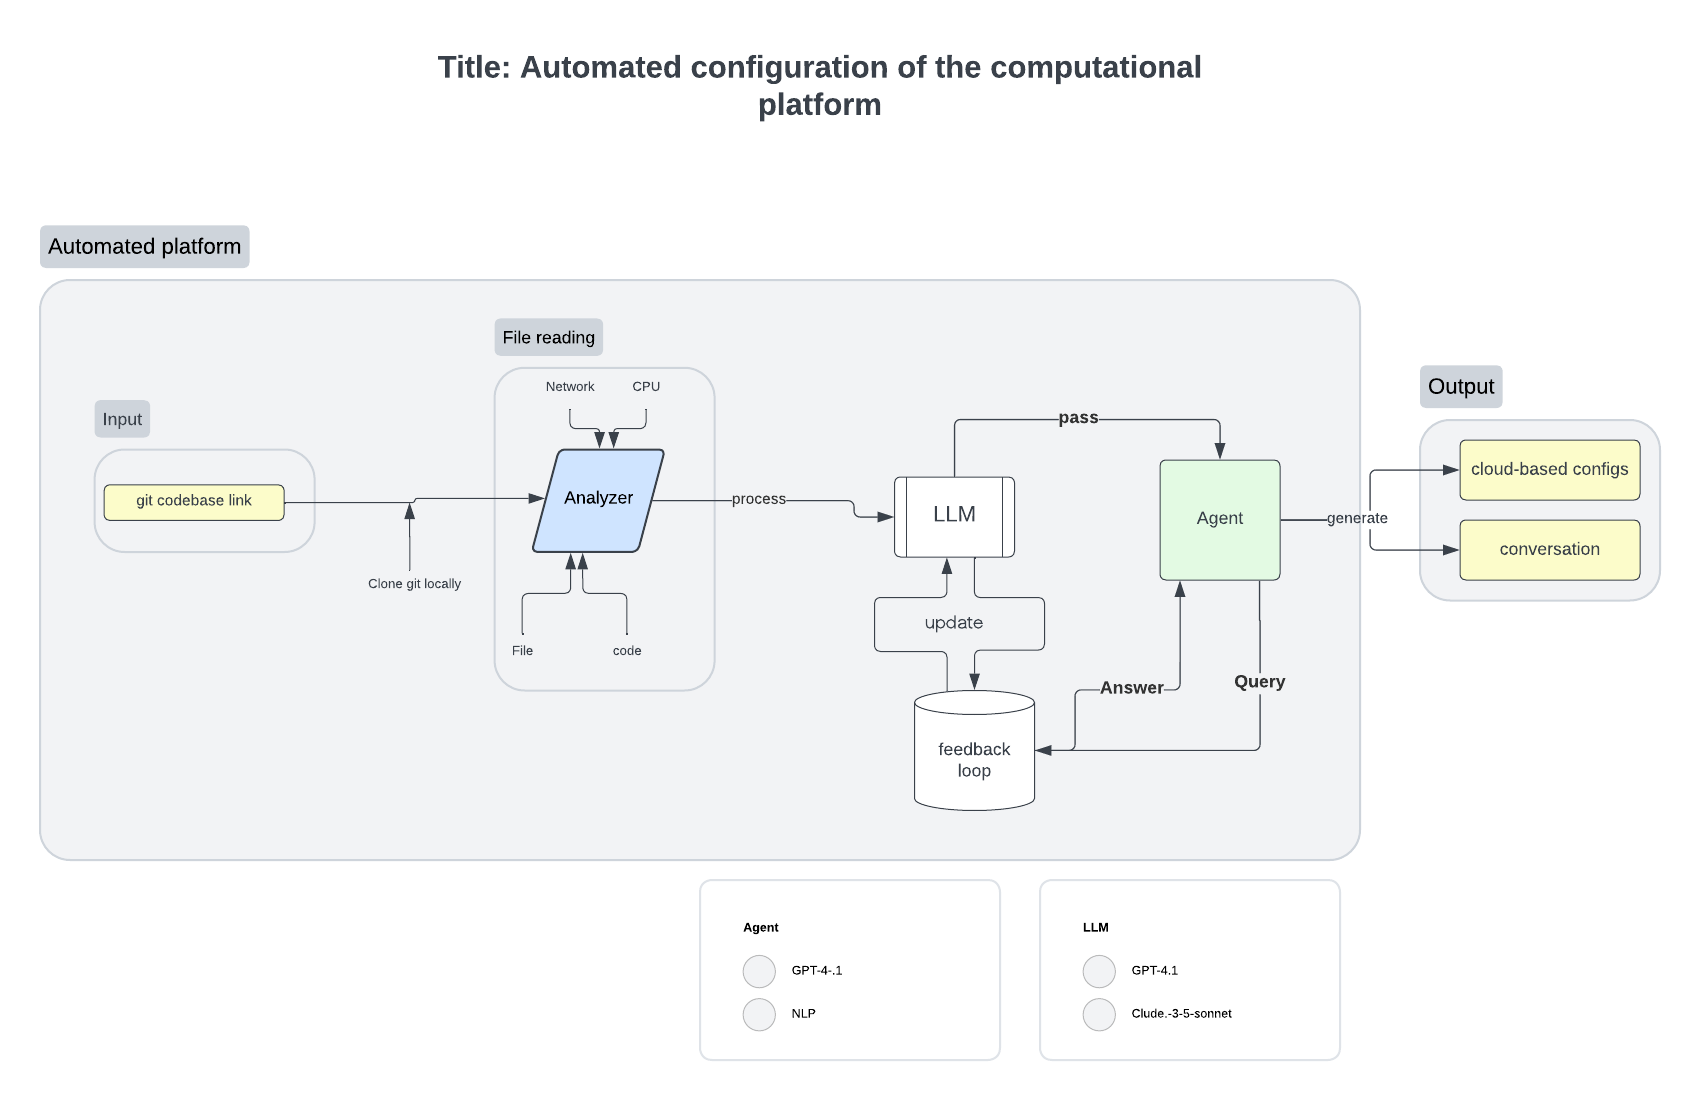 Title: Automated configuration of the computational
platform
Automated platform
File reading
Input
Network
CPU
git codebase link
Analyzer
Clone git locally
File
code
process
LLM
pass
Agent
update
feedback
loop
Answer
Query
generate
Output
cloud-based configs
conversation
Agent
GPT-4-.1
NLP
LLM
GPT-4.1
Clude.-3-5-sonnet